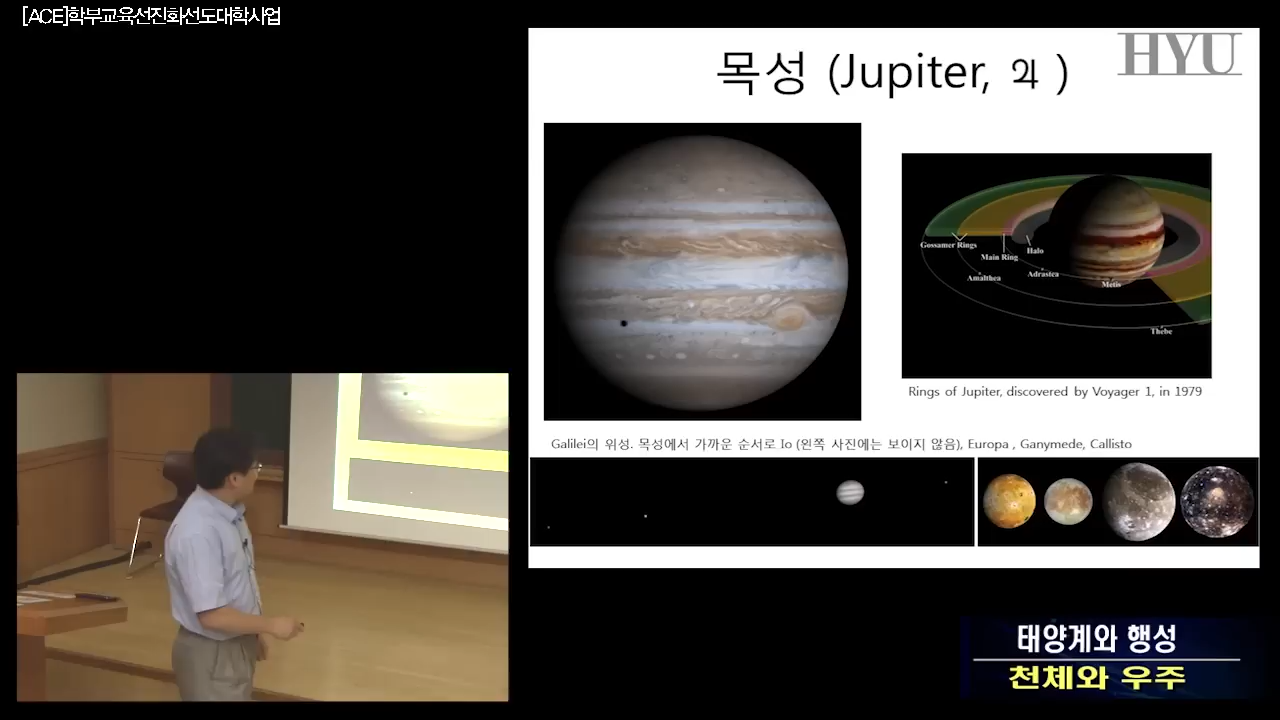 [ACE]학부교육선진화선도대학사업
HYU
목성 (Jupiter, ♃ )
Gossamer Rings
Main Ring
Halo
Amalthea
Adrastea
Metis
Thebe
Rings of Jupiter, discovered by Voyager 1, in 1979
Galilei의 위성. 목성에서 가까운 순서로 Io (왼쪽 사진에는 보이지 않음), Europa , Ganymede, Callisto
태양계와 행성
천체와 우주